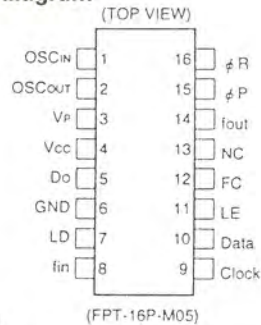 (TOP VIEW)
OSCIN 1 16 φR
OSCOUT 2 15 φP
VP 3 14 fout
Vcc 4 13 NC
Do 5 12 FC
GND 6 11 LE
LD 7 10 Data
fin 8 9 Clock
(FPT-16P-M05)